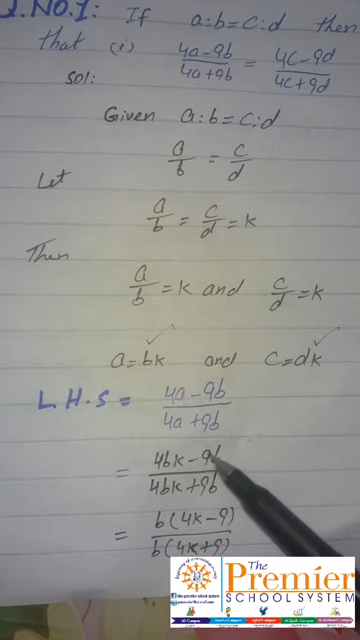 Q.NO.1: If a:b = c:d then
that (i) 4a-9b/4a+9b = 4c-9d/4c+9d
Sol:
Given a:b = c:d
a/b = c/d
Let
a/b = c/d = k
Then
a/b = k and c/d = k
a = bk and c = dk
L.H.S = 4a-9b/4a+9b
= 4bk-9b/4bk+9b
= b(4k-9)/b(4k+9)
The
Premier
SCHOOL SYSTEM